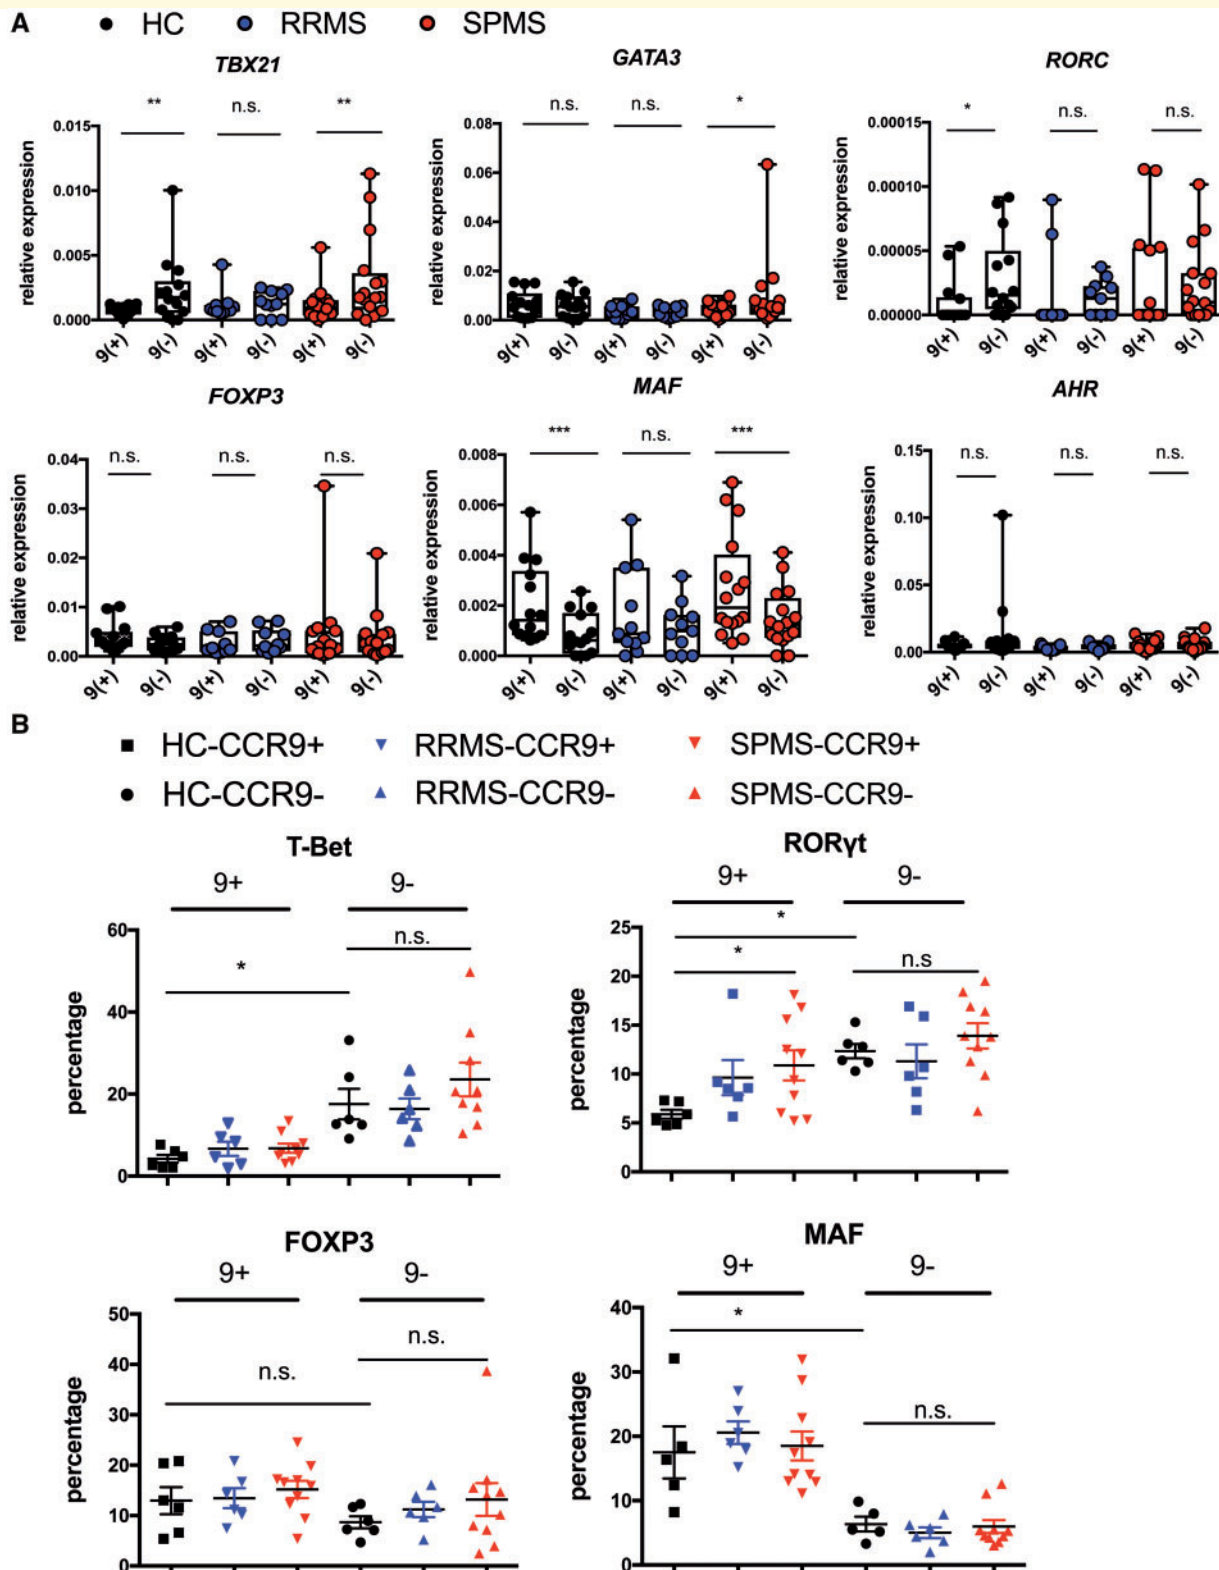 A
HC RRMS SPMS
TBX21
** n.s. **
relative expression
0.015
0.010
0.005
0.000
9(+) 9(-) 9(+) 9(-) 9(+) 9(-)
GATA3
n.s. n.s. *
relative expression
0.08
0.06
0.04
0.02
0.00
9(+) 9(-) 9(+) 9(-) 9(+) 9(-)
RORC
* n.s. n.s.
relative expression
0.00015
0.00010
0.00005
0.00000
9(+) 9(-) 9(+) 9(-) 9(+) 9(-)
FOXP3
n.s. n.s. n.s.
relative expression
0.04
0.03
0.02
0.01
0.00
9(+) 9(-) 9(+) 9(-) 9(+) 9(-)
MAF
*** n.s. ***
relative expression
0.008
0.006
0.004
0.002
0.000
9(+) 9(-) 9(+) 9(-) 9(+) 9(-)
AHR
n.s. n.s. n.s.
relative expression
0.15
0.10
0.05
0.00
9(+) 9(-) 9(+) 9(-) 9(+) 9(-)
B
HC-CCR9+ RRMS-CCR9+ SPMS-CCR9+
HC-CCR9- RRMS-CCR9- SPMS-CCR9-
T-Bet
9+ 9-
n.s.
*
percentage
60
40
20
0
RORγt
9+ 9-
*
* n.s
percentage
25
20
15
10
5
0
FOXP3
9+ 9-
n.s.
n.s.
percentage
50
40
30
20
10
0
MAF
9+ 9-
*
n.s.
percentage
40
30
20
10
0